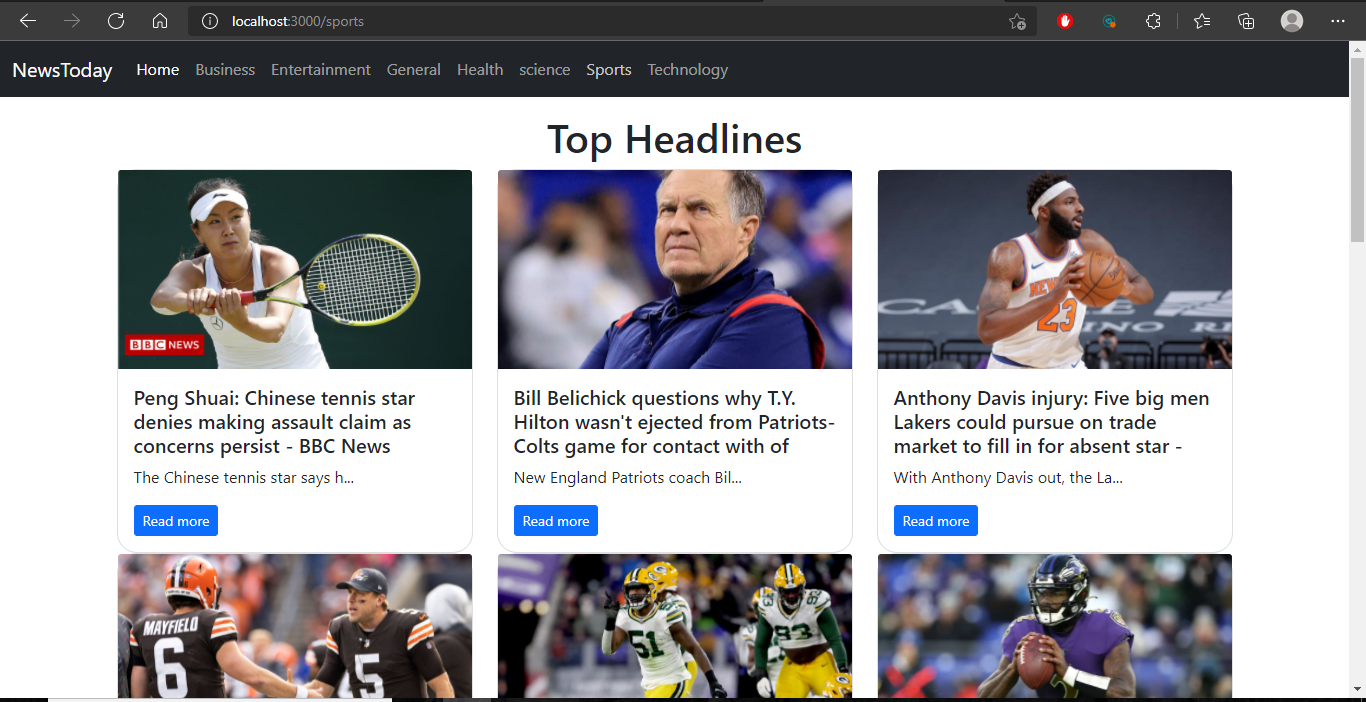 localhost:3000/sports
NewsToday Home Business Entertainment General Health science Sports Technology
Top Headlines
BBC NEWS
NEW
23
Peng Shuai: Chinese tennis star
denies making assault claim as
concerns persist - BBC News
The Chinese tennis star says h...
Read more
Bill Belichick questions why T.Y.
Hilton wasn't ejected from Patriots-
Colts game for contact with of
New England Patriots coach Bil...
Read more
Anthony Davis injury: Five big men
Lakers could pursue on trade
market to fill in for absent star -
With Anthony Davis out, the La...
Read more
MAYFIELD
6
5
51
93